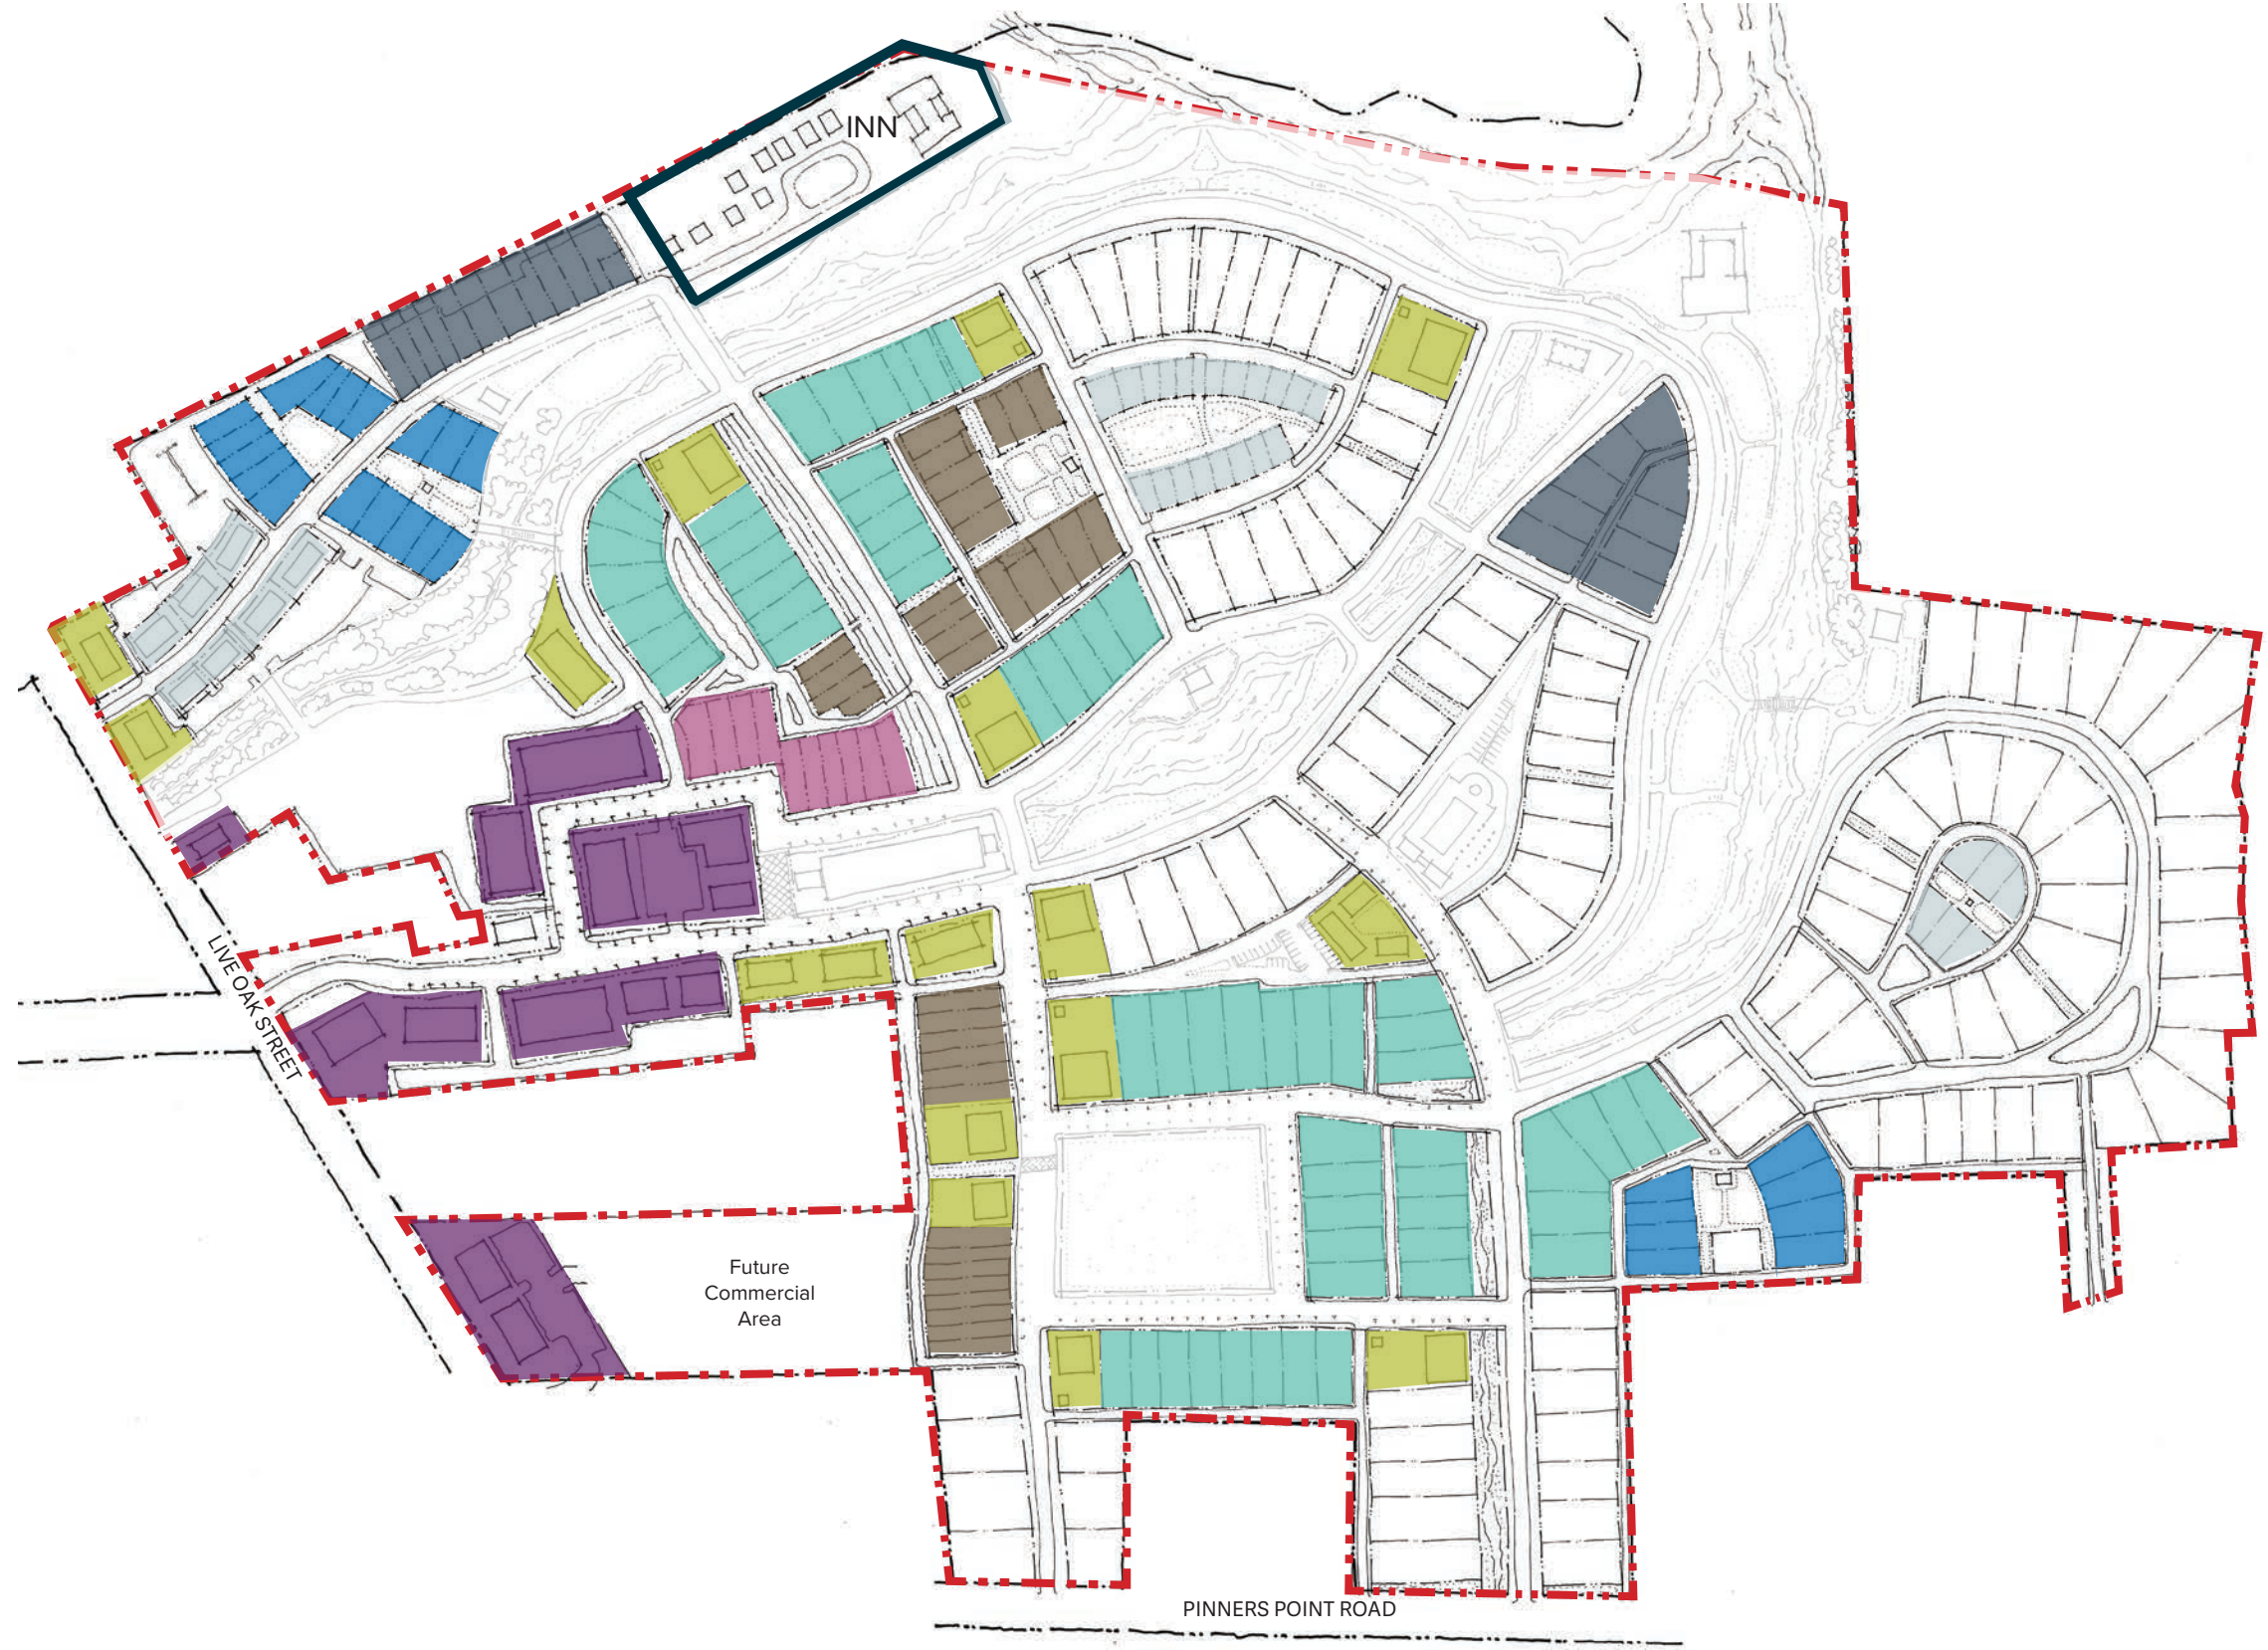 INN
LIVE OAK STREET
Future
Commercial
Area
PINNERS POINT ROAD